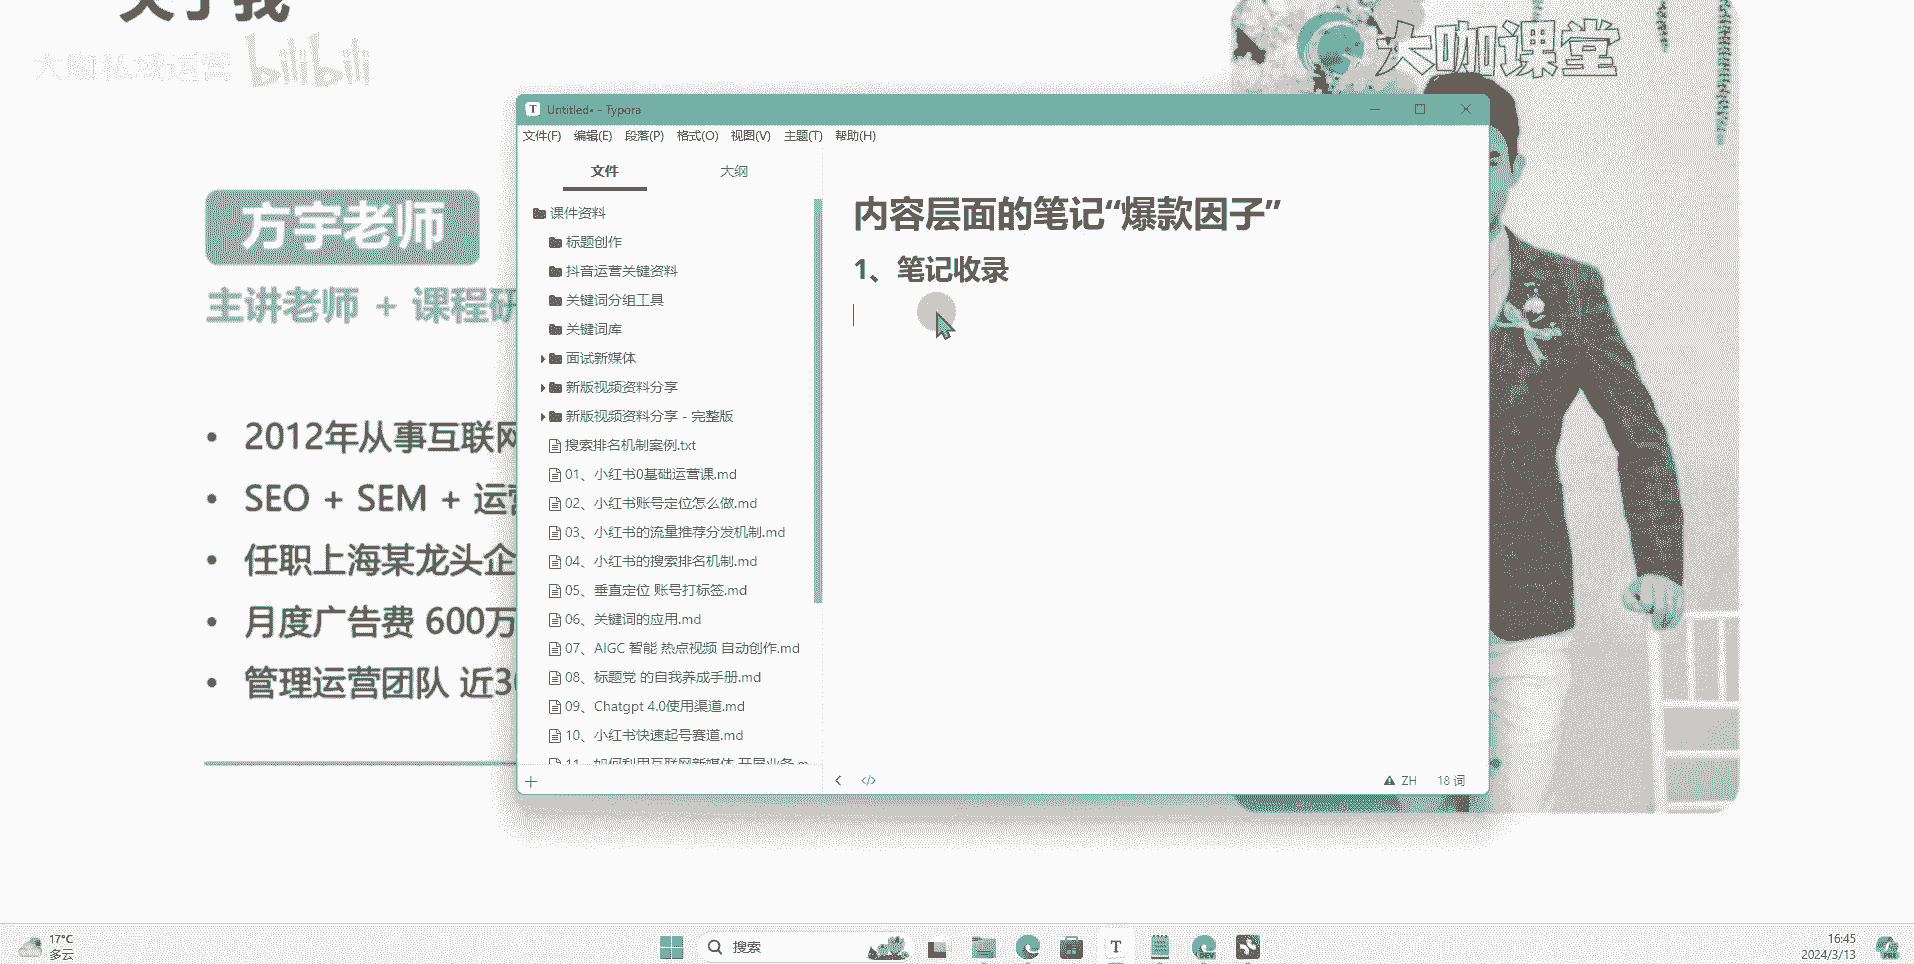 关于我
大咖私域运营 bilibili
大咖课堂
方宇老师
主讲老师 + 课程研
2012年从事互联网
SEO + SEM + 运营
任职上海某龙头企
月度广告费 600万
管理运营团队 近30
Untitled• - Typora
文件(F) 编辑(E) 段落(P) 格式(O) 视图(V) 主题(T) 帮助(H)
文件 大纲
课件资料
标题创作
抖音运营关键资料
关键词分组工具
关键词库
面试新媒体
新版视频资料分享
新版视频资料分享 - 完整版
搜索排名机制案例.txt
01、小红书0基础运营课.md
02、小红书账号定位怎么做.md
03、小红书的流量推荐分发机制.md
04、小红书的搜索排名机制.md
05、垂直定位 账号打标签.md
06、关键词的应用.md
07、AIGC 智能 热点视频 自动创作.md
08、标题党 的自我养成手册.md
09、Chatgpt 4.0使用渠道.md
10、小红书快速起号赛道.md
11、如何利用互联网新媒体 开展业务.m
内容层面的笔记“爆款因子”
1、笔记收录
ZH 18 词
17°C
多云
搜索
DEV
16:45
2024/3/13
PRE